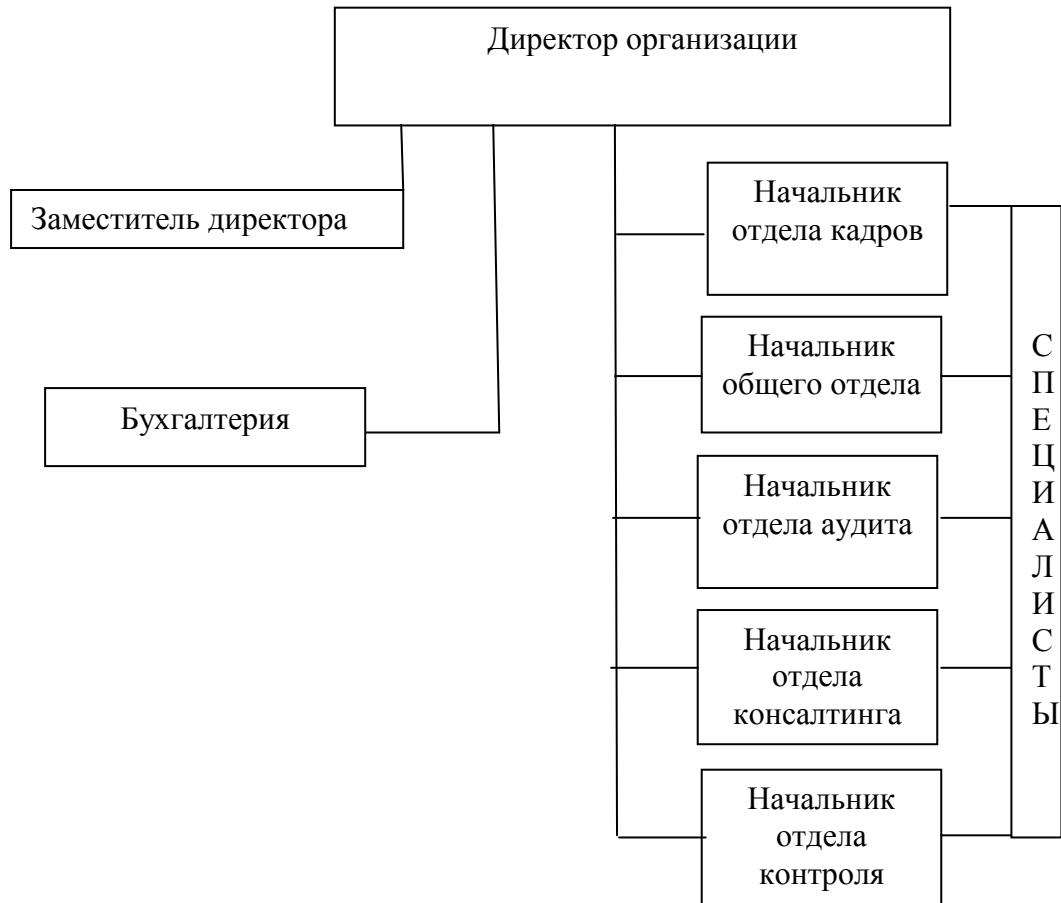 Директор организации
Заместитель директора
Бухгалтерия
Начальник
отдела кадров
Начальник
общего отдела
Начальник
отдела аудита
Начальник
отдела
консалтинга
Начальник
отдела
контроля
С
П
Е
Ц
И
А
Л
И
С
Т
Ы